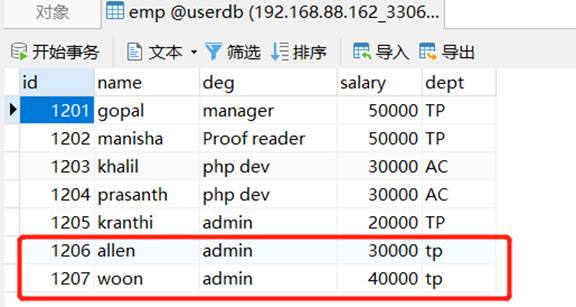 对象 emp @userdb (192.168.88.162_3306...
开始事务 文本 筛选 排序 导入 导出
id name deg salary dept
1201 gopal manager 50000 TP
1202 manisha Proof reader 50000 TP
1203 khalil php dev 30000 AC
1204 prasanth php dev 30000 AC
1205 kranthi admin 20000 TP
1206 allen admin 30000 tp
1207 woon admin 40000 tp